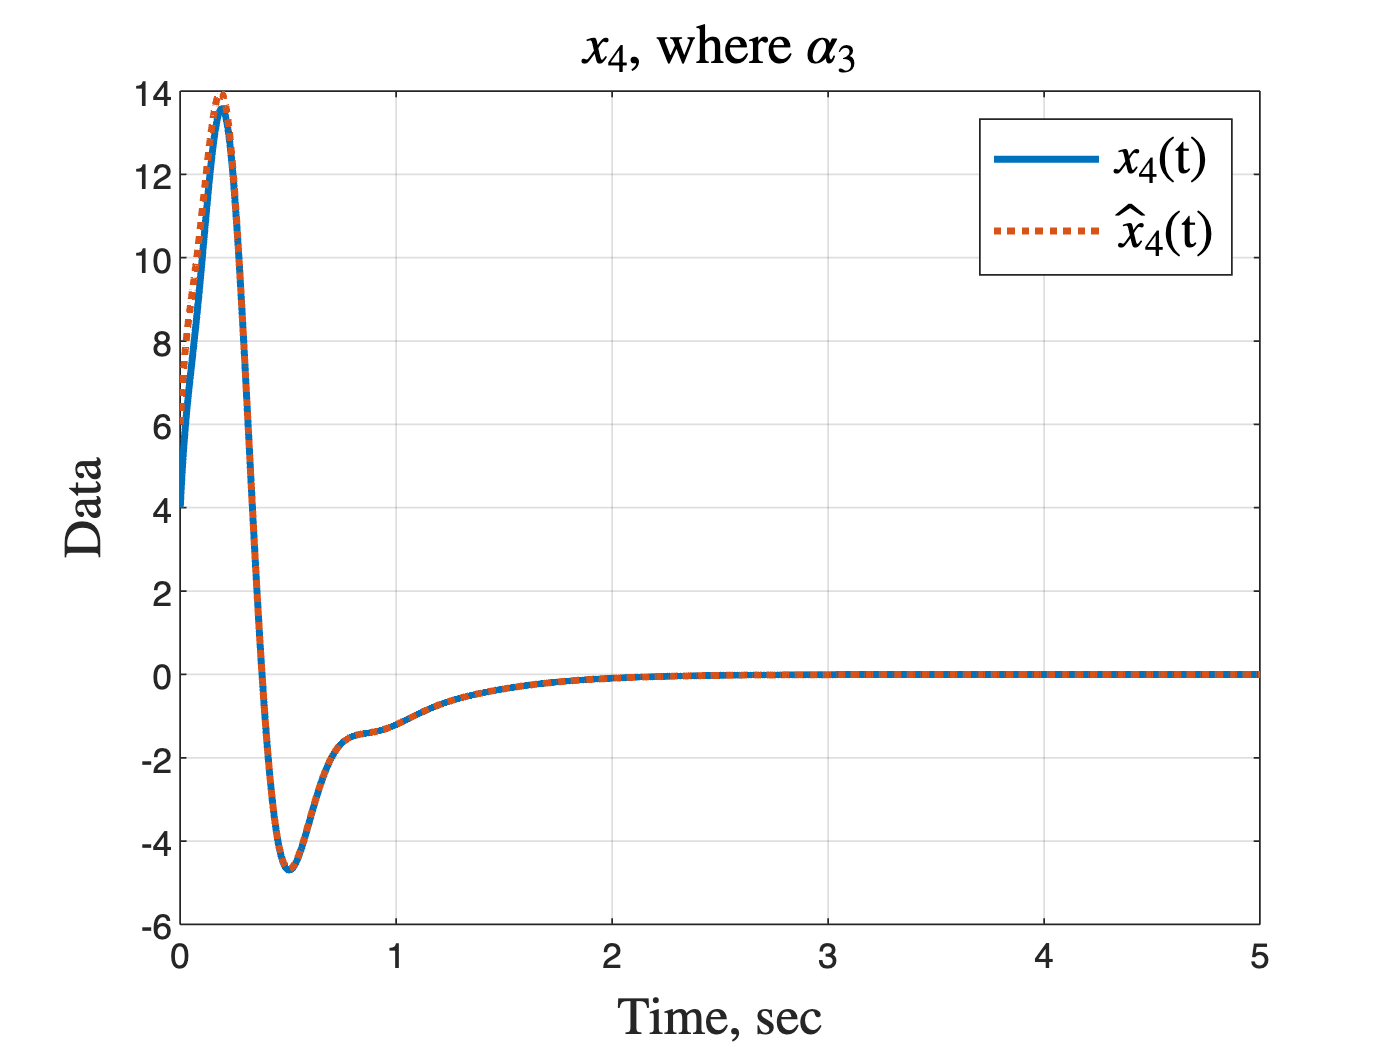 x₄, where α₃
14
12
10
8
6
4
2
0
-2
-4
-6
Data
x₄(t)
x̂₄(t)
0 1 2 3 4 5
Time, sec